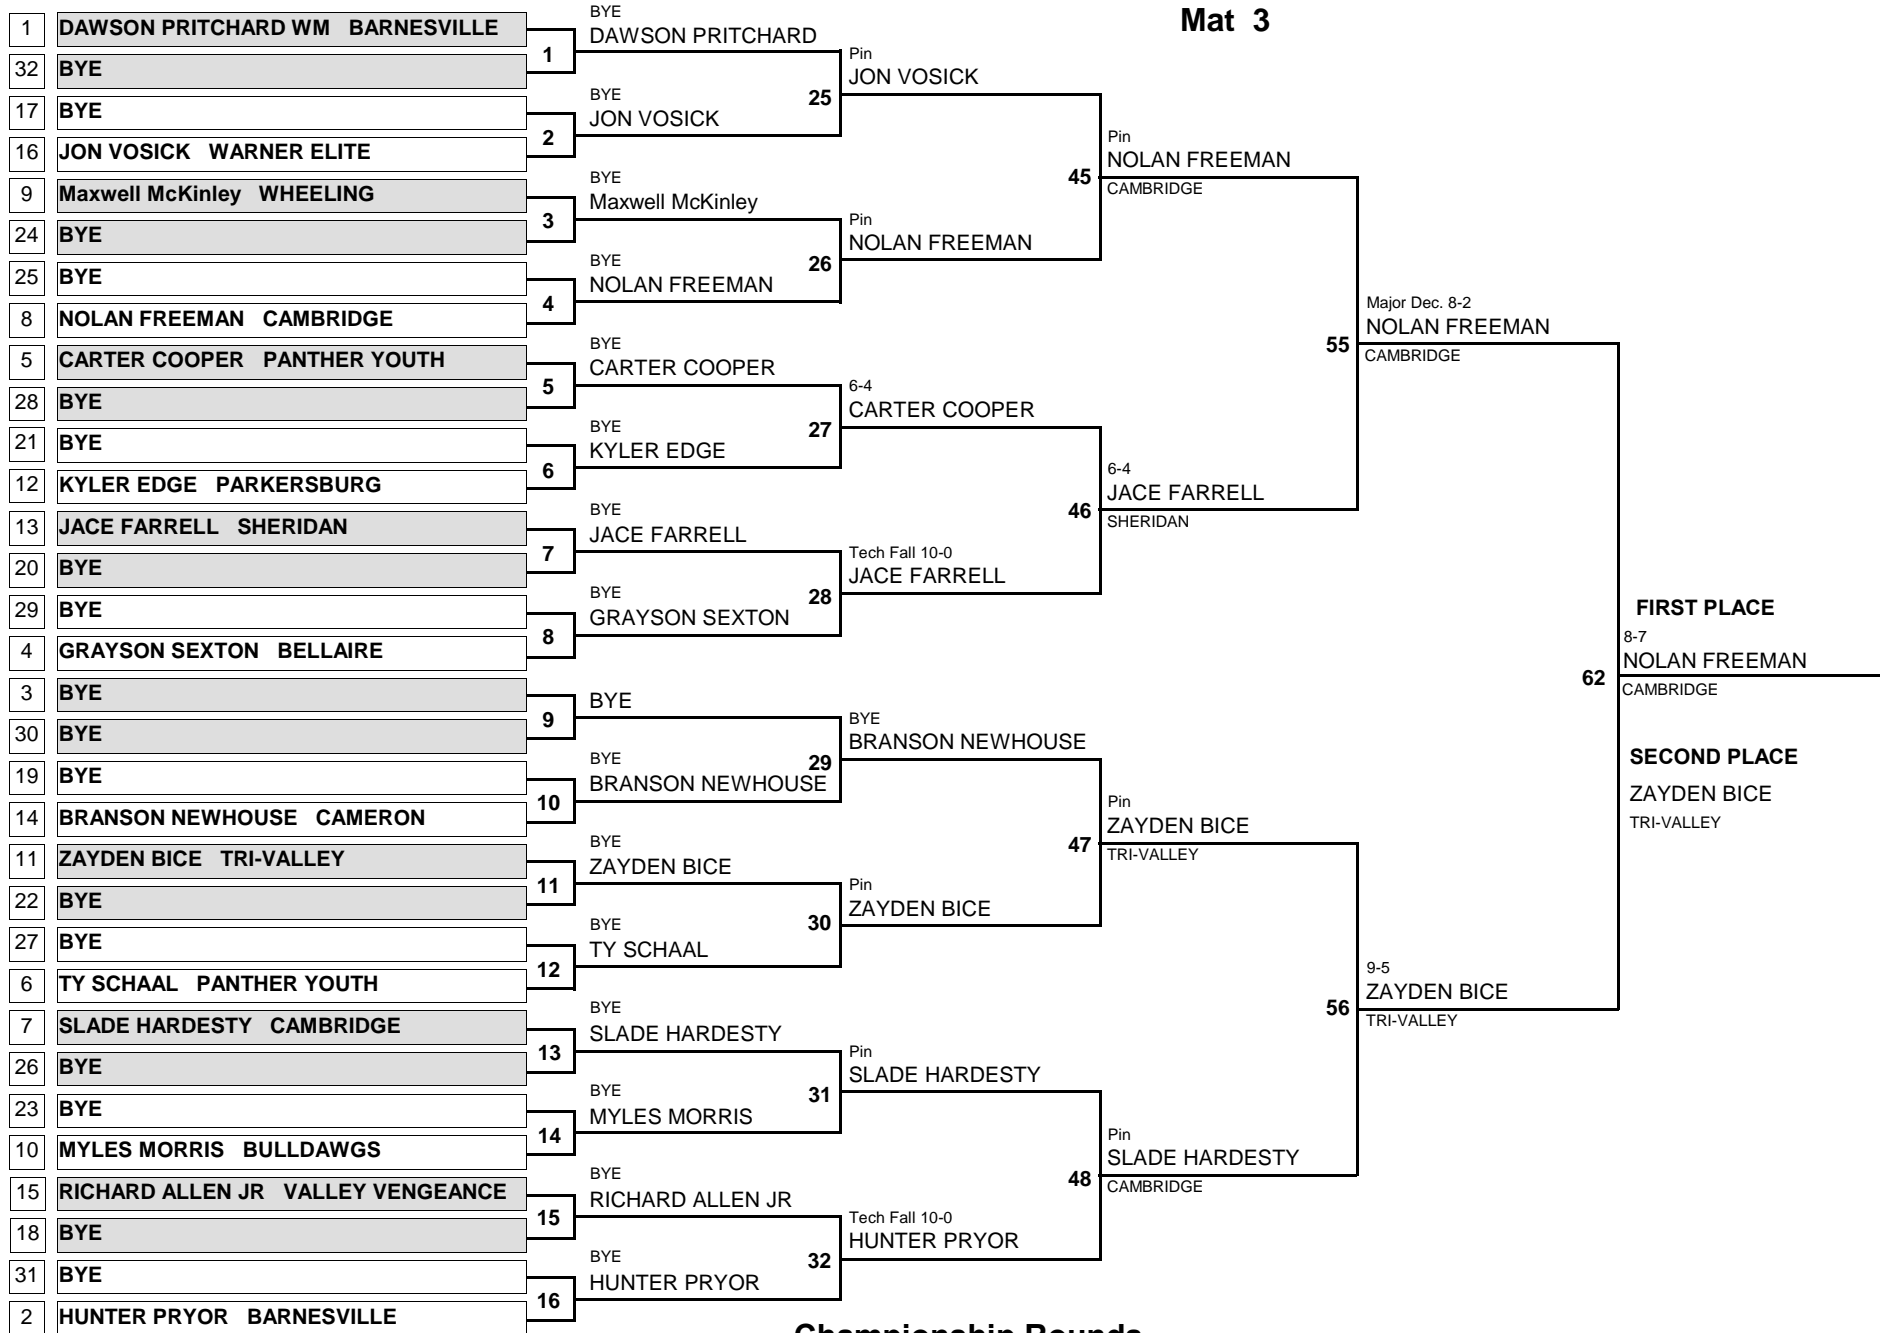 Mat 3
1 DAWSON PRITCHARD WM BARNESVILLE
32 BYE
17 BYE
16 JON VOSICK WARNER ELITE
9 Maxwell McKinley WHEELING
24 BYE
25 BYE
8 NOLAN FREEMAN CAMBRIDGE
5 CARTER COOPER PANTHER YOUTH
28 BYE
21 BYE
12 KYLER EDGE PARKERSBURG
13 JACE FARRELL SHERIDAN
20 BYE
29 BYE
4 GRAYSON SEXTON BELLAIRE
3 BYE
30 BYE
19 BYE
14 BRANSON NEWHOUSE CAMERON
11 ZAYDEN BICE TRI-VALLEY
22 BYE
27 BYE
6 TY SCHAAL PANTHER YOUTH
7 SLADE HARDESTY CAMBRIDGE
26 BYE
23 BYE
10 MYLES MORRIS BULLDAWGS
15 RICHARD ALLEN JR VALLEY VENGEANCE
18 BYE
31 BYE
2 HUNTER PRYOR BARNESVILLE
1
2
3
4
5
6
7
8
9
10
11
12
13
14
15
16
BYE
DAWSON PRITCHARD
BYE
JON VOSICK
BYE
Maxwell McKinley
BYE
NOLAN FREEMAN
BYE
CARTER COOPER
BYE
KYLER EDGE
BYE
JACE FARRELL
BYE
GRAYSON SEXTON
BYE
BYE
BRANSON NEWHOUSE
BYE
ZAYDEN BICE
BYE
TY SCHAAL
BYE
SLADE HARDESTY
BYE
MYLES MORRIS
BYE
RICHARD ALLEN JR
BYE
HUNTER PRYOR
25
26
27
28
29
30
31
32
Pin
JON VOSICK
Pin
NOLAN FREEMAN
6-4
CARTER COOPER
Tech Fall 10-0
JACE FARRELL
BYE
BRANSON NEWHOUSE
Pin
ZAYDEN BICE
Pin
SLADE HARDESTY
Tech Fall 10-0
HUNTER PRYOR
45
46
47
48
Pin
NOLAN FREEMAN
CAMBRIDGE
6-4
JACE FARRELL
SHERIDAN
Pin
ZAYDEN BICE
TRI-VALLEY
Pin
SLADE HARDESTY
CAMBRIDGE
55
56
Major Dec. 8-2
NOLAN FREEMAN
CAMBRIDGE
9-5
ZAYDEN BICE
TRI-VALLEY
62
FIRST PLACE
8-7
NOLAN FREEMAN
CAMBRIDGE
SECOND PLACE
ZAYDEN BICE
TRI-VALLEY
Championship Rounds